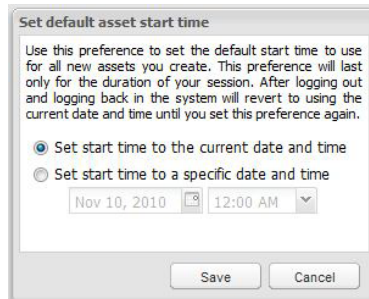 Set default asset start time
Use this preference to set the default start time to use
for all new assets you create. This preference will last
only for the duration of your session. After logging out
and logging back in the system will revert to using the
current date and time until you set this preference again.
Set start time to the current date and time
Set start time to a specific date and time
Nov 10, 2010 12:00 AM
Save Cancel